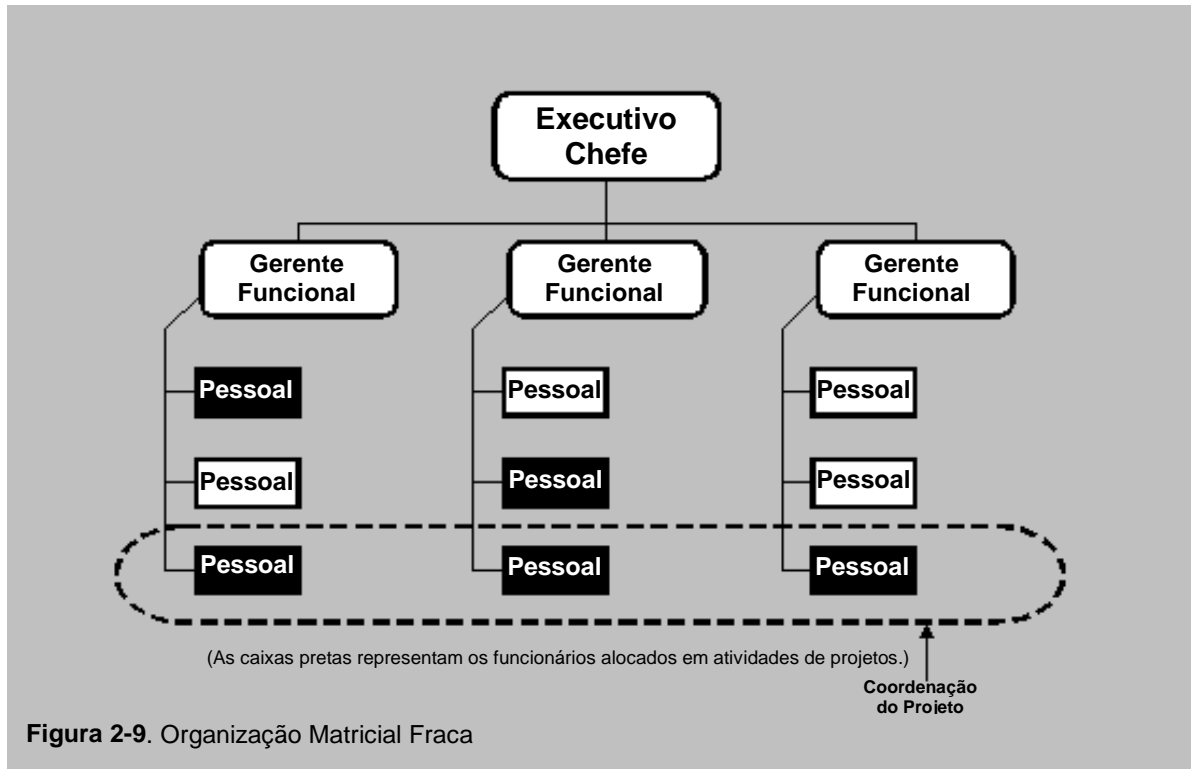 Executivo
Chefe
Gerente
Funcional
Gerente
Funcional
Gerente
Funcional
Pessoal
Pessoal
Pessoal
Pessoal
Pessoal
Pessoal
Pessoal
Pessoal
Pessoal
(As caixas pretas representam os funcionários alocados em atividades de projetos.)
Coordenação
do Projeto
Figura 2-9. Organização Matricial Fraca